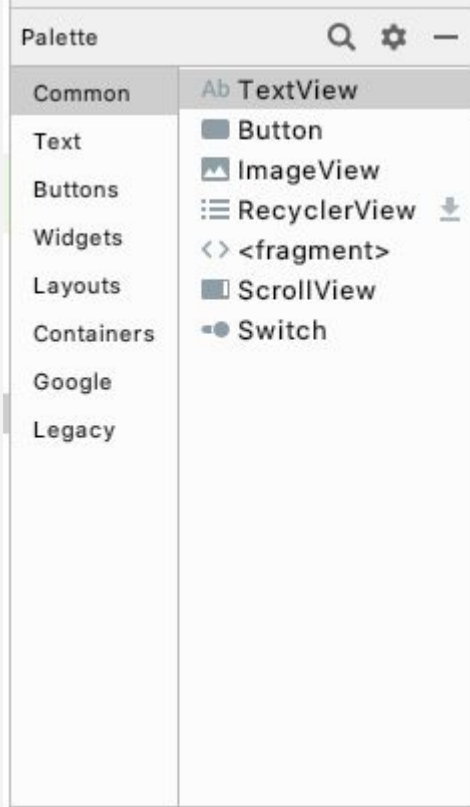 Palette
Common
Text
Buttons
Widgets
Layouts
Containers
Google
Legacy
Ab TextView
Button
ImageView
RecyclerView
<> <fragment>
ScrollView
Switch